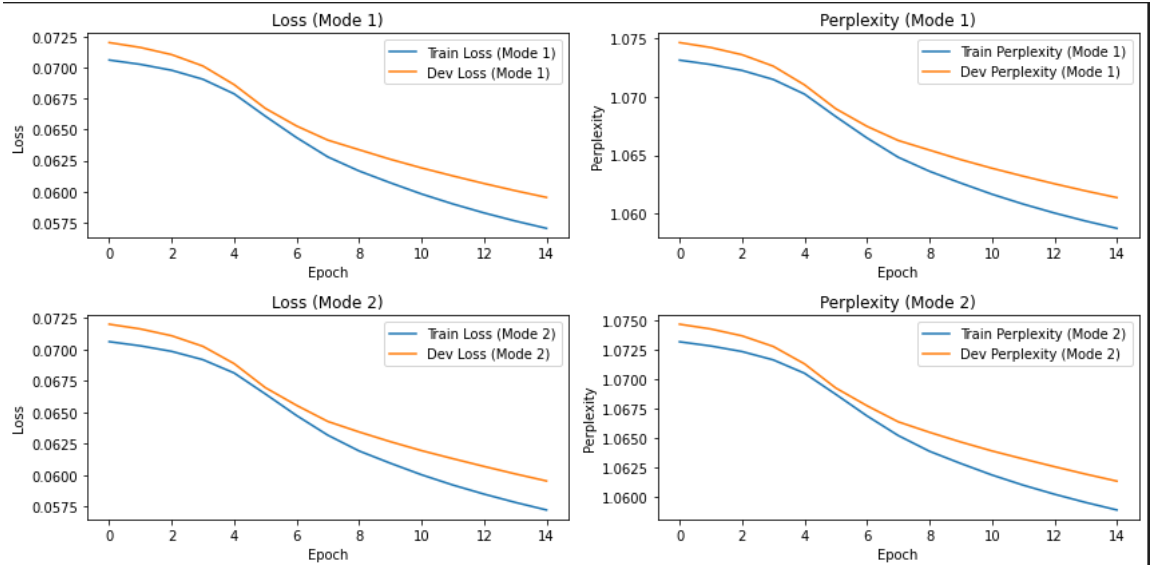 Loss (Mode 1)
0.0725
0.0700
0.0675
0.0650
0.0625
0.0600
0.0575
Loss
Train Loss (Mode 1)
Dev Loss (Mode 1)
0 2 4 6 8 10 12 14
Epoch
Perplexity (Mode 1)
1.075
1.070
1.065
1.060
Perplexity
Train Perplexity (Mode 1)
Dev Perplexity (Mode 1)
0 2 4 6 8 10 12 14
Epoch
Loss (Mode 2)
0.0725
0.0700
0.0675
0.0650
0.0625
0.0600
0.0575
Loss
Train Loss (Mode 2)
Dev Loss (Mode 2)
0 2 4 6 8 10 12 14
Epoch
Perplexity (Mode 2)
1.0750
1.0725
1.0700
1.0675
1.0650
1.0625
1.0600
Perplexity
Train Perplexity (Mode 2)
Dev Perplexity (Mode 2)
0 2 4 6 8 10 12 14
Epoch